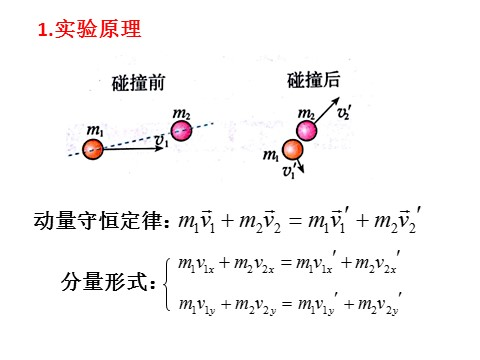 1.实验原理
碰撞前 碰撞后
m₁ v₁ m₂ m₁ v₁′ m₂ v₂′
动量守恒定律: m₁v⃗₁ + m₂v⃗₂ = m₁v⃗₁′ + m₂v⃗₂′
分量形式: { m₁v₁ₓ + m₂v₂ₓ = m₁v₁ₓ′ + m₂v₂ₓ′
m₁v₁y + m₂v₂y = m₁v₁y′ + m₂v₂y′